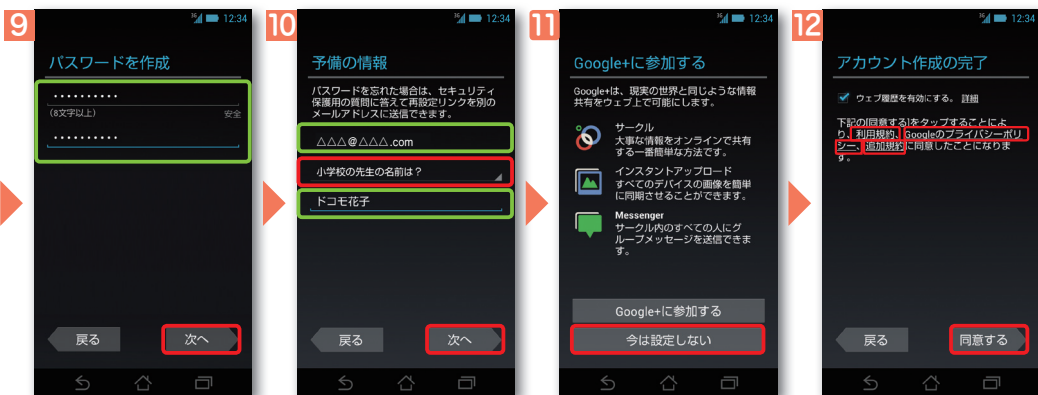 9
3G 12:34
パスワードを作成
••••••••••
(8文字以上) 安全
••••••••••
戻る 次へ
10
3G 12:34
予備の情報
パスワードを忘れた場合は、セキュリティ
保護用の質問に答えて再設定リンクを別の
メールアドレスに送信できます。
△△△@△△△.com
小学校の先生の名前は？
ドコモ花子
戻る 次へ
11
3G 12:34
Google+に参加する
Google+は、現実の世界と同じような情報
共有をウェブ上で可能にします。
サークル
大事な情報をオンラインで共有
する一番簡単な方法です。
インスタントアップロード
すべてのデバイスの画像を簡単
に同期させることができます。
Messenger
サークル内のすべての人にグ
ループメッセージを送信できま
す。
Google+に参加する
今は設定しない
12
3G 12:34
アカウント作成の完了
ウェブ履歴を有効にする。 詳細
下記の[同意する]をタップすることによ
り、利用規約、Googleのプライバシーポリ
シー、追加規約に同意したことになりま
す。
戻る 同意する